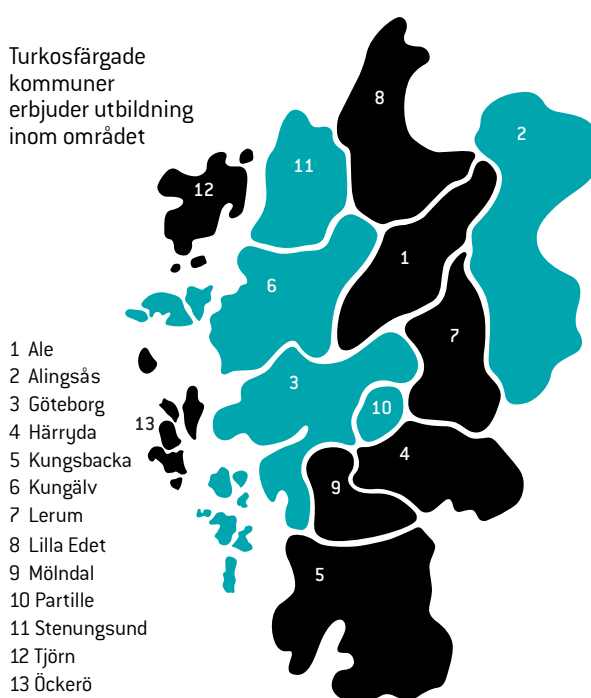 Turkosfärgade
kommuner
erbjuder utbildning
inom området
8
2
11
12
1
6
7
3
10
13
4
9
5
1 Ale
2 Alingsås
3 Göteborg
4 Härryda
5 Kungsbacka
6 Kungälv
7 Lerum
8 Lilla Edet
9 Mölndal
10 Partille
11 Stenungsund
12 Tjörn
13 Öckerö